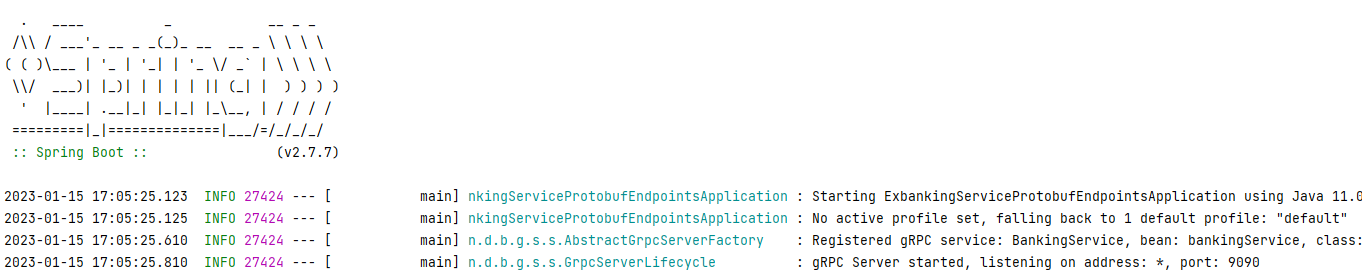 .   ____          _            __ _ _
 /\\ / ___'_ __ _ _(_)_ __  __ _ \ \ \ \
( ( )\___ | '_ | '_| | '_ \/ _` | \ \ \ \
 \\/  ___)| |_)| | | | | || (_| |  ) ) ) )
  '  |____| .__|_| |_|_| |_\__, | / / / /
 =========|_|==============|___/=/_/_/_/
 :: Spring Boot ::                (v2.7.7)
2023-01-15 17:05:25.123  INFO 27424 --- [           main] nkingServiceProtobufEndpointsApplication : Starting ExbankingServiceProtobufEndpointsApplication using Java 11.0
2023-01-15 17:05:25.125  INFO 27424 --- [           main] nkingServiceProtobufEndpointsApplication : No active profile set, falling back to 1 default profile: "default"
2023-01-15 17:05:25.610  INFO 27424 --- [           main] n.d.b.g.s.s.AbstractGrpcServerFactory    : Registered gRPC service: BankingService, bean: bankingService, class:
2023-01-15 17:05:25.810  INFO 27424 --- [           main] n.d.b.g.s.s.GrpcServerLifecycle          : gRPC Server started, listening on address: *, port: 9090